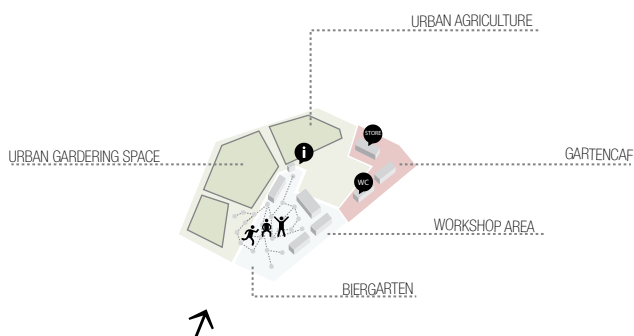 URBAN AGRICULTURE
STORE
i
URBAN GARDERING SPACE
GARTENCAF
WC
WORKSHOP AREA
BIERGARTEN